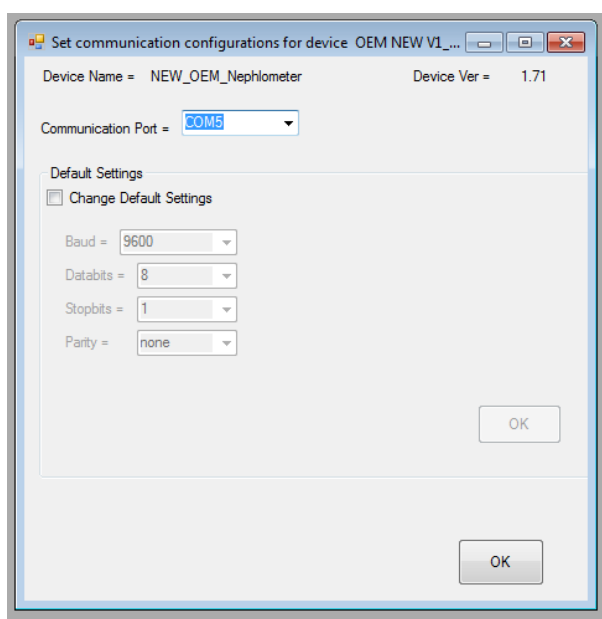 Set communication configurations for device OEM NEW V1_...
Device Name = NEW_OEM_Nephlometer Device Ver = 1.71
Communication Port = COM5
Default Settings
Change Default Settings
Baud = 9600
Databits = 8
Stopbits = 1
Parity = none
OK
OK